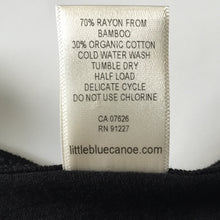 70% RAYON FROM
BAMBOO
30% ORGANIC COTTON
COLD WATER WASH
TUMBLE DRY
HALF LOAD
DELICATE CYCLE
DO NOT USE CHLORINE
CA 07626
RN 91227
littlebluecanoe.com